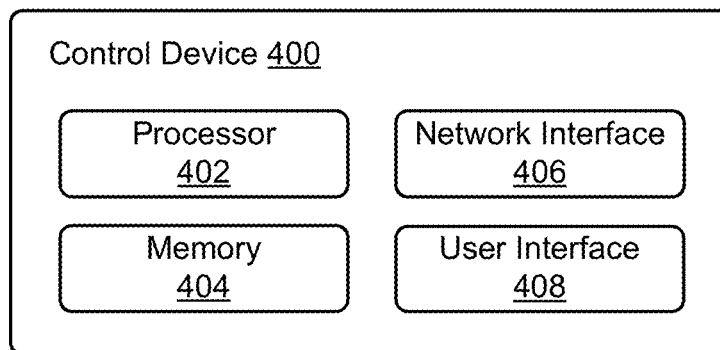 Control Device 400
Processor
402
Network Interface
406
Memory
404
User Interface
408